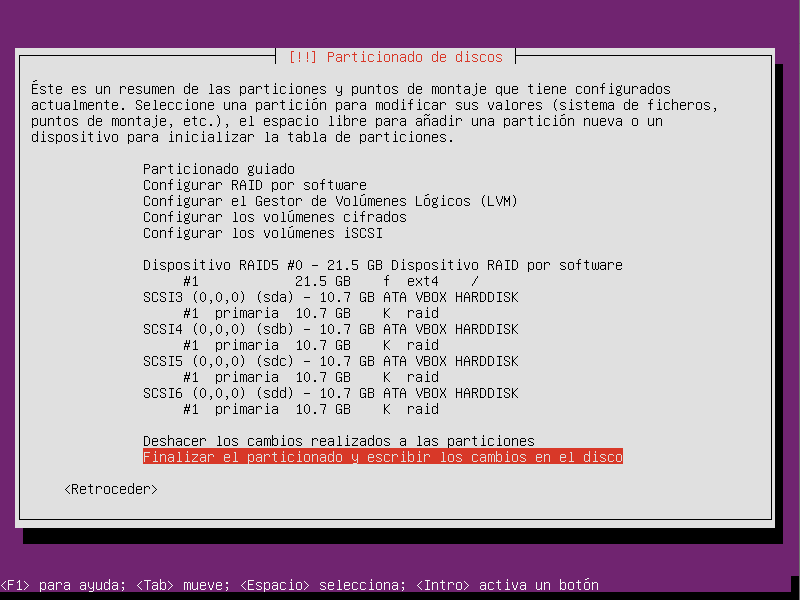 [!!] Particionado de discos
Éste es un resumen de las particiones y puntos de montaje que tiene configurados
actualmente. Seleccione una partición para modificar sus valores (sistema de ficheros,
puntos de montaje, etc.), el espacio libre para añadir una partición nueva o un
dispositivo para inicializar la tabla de particiones.
Particionado guiado
Configurar RAID por software
Configurar el Gestor de Volúmenes Lógicos (LVM)
Configurar los volúmenes cifrados
Configurar los volúmenes iSCSI
Dispositivo RAID5 #0 – 21.5 GB Dispositivo RAID por software
#1 21.5 GB f ext4 /
SCSI3 (0,0,0) (sda) – 10.7 GB ATA VBOX HARDDISK
#1 primaria 10.7 GB K raid
SCSI4 (0,0,0) (sdb) – 10.7 GB ATA VBOX HARDDISK
#1 primaria 10.7 GB K raid
SCSI5 (0,0,0) (sdc) – 10.7 GB ATA VBOX HARDDISK
#1 primaria 10.7 GB K raid
SCSI6 (0,0,0) (sdd) – 10.7 GB ATA VBOX HARDDISK
#1 primaria 10.7 GB K raid
Deshacer los cambios realizados a las particiones
Finalizar el particionado y escribir los cambios en el disco
<Retroceder>
<F1> para ayuda; <Tab> mueve; <Espacio> selecciona; <Intro> activa un botón